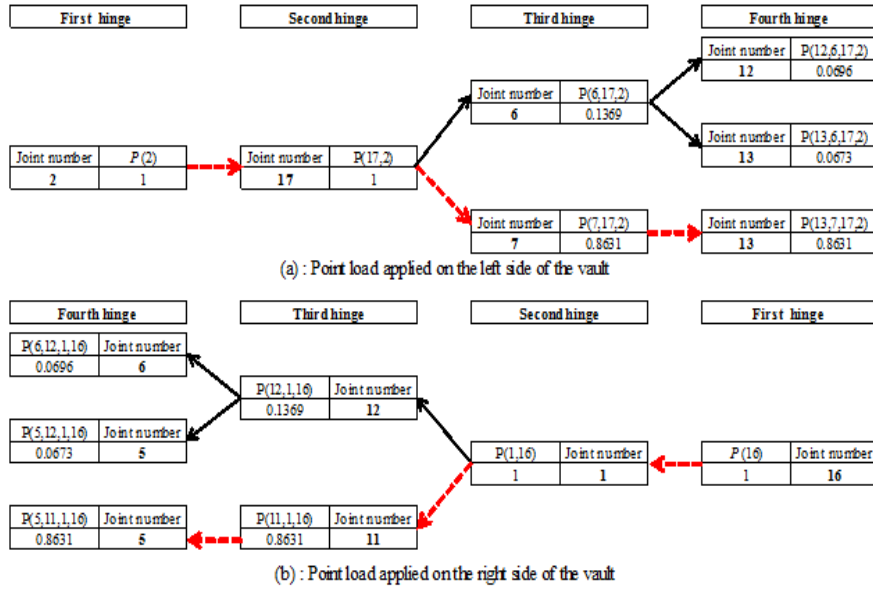 First hinge Second hinge Third hinge Fourth hinge
Joint number P(12,6,17,2)
12 0.0696
Joint number P(6,17,2)
6 0.1369
Joint number P(13,6,17,2)
13 0.0673
Joint number P(2) Joint number P(17,2)
2 1 17 1
Joint number P(7,17,2) Joint number P(13,7,17,2)
7 0.8631 13 0.8631
(a) : Point load applied on the left side of the vault
Fourth hinge Third hinge Second hinge First hinge
P(6,12,1,16) Joint number
0.0696 6
P(12,1,16) Joint number
0.1369 12
P(5,12,1,16) Joint number
0.0673 5
P(1,16) Joint number P(16) Joint number
1 1 1 16
P(5,11,1,16) Joint number P(11,1,16) Joint number
0.8631 5 0.8631 11
(b) : Point load applied on the right side of the vault